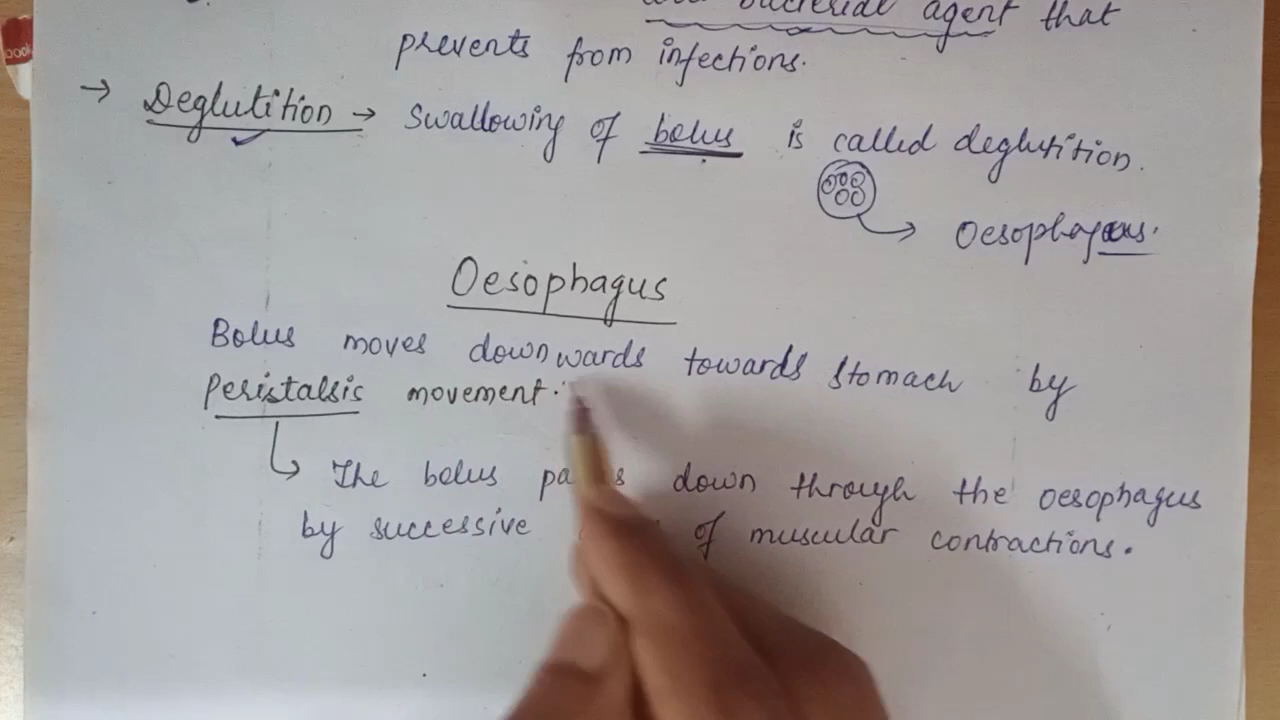 agent that
prevents from infections.
→ Deglutition → Swallowing of bolus is called deglutition.
→ Oesophagus.
Oesophagus
Bolus moves downwards towards stomach by
Peristalsis movement.
The bolus down through the oesophagus
by successive of muscular contractions.
book